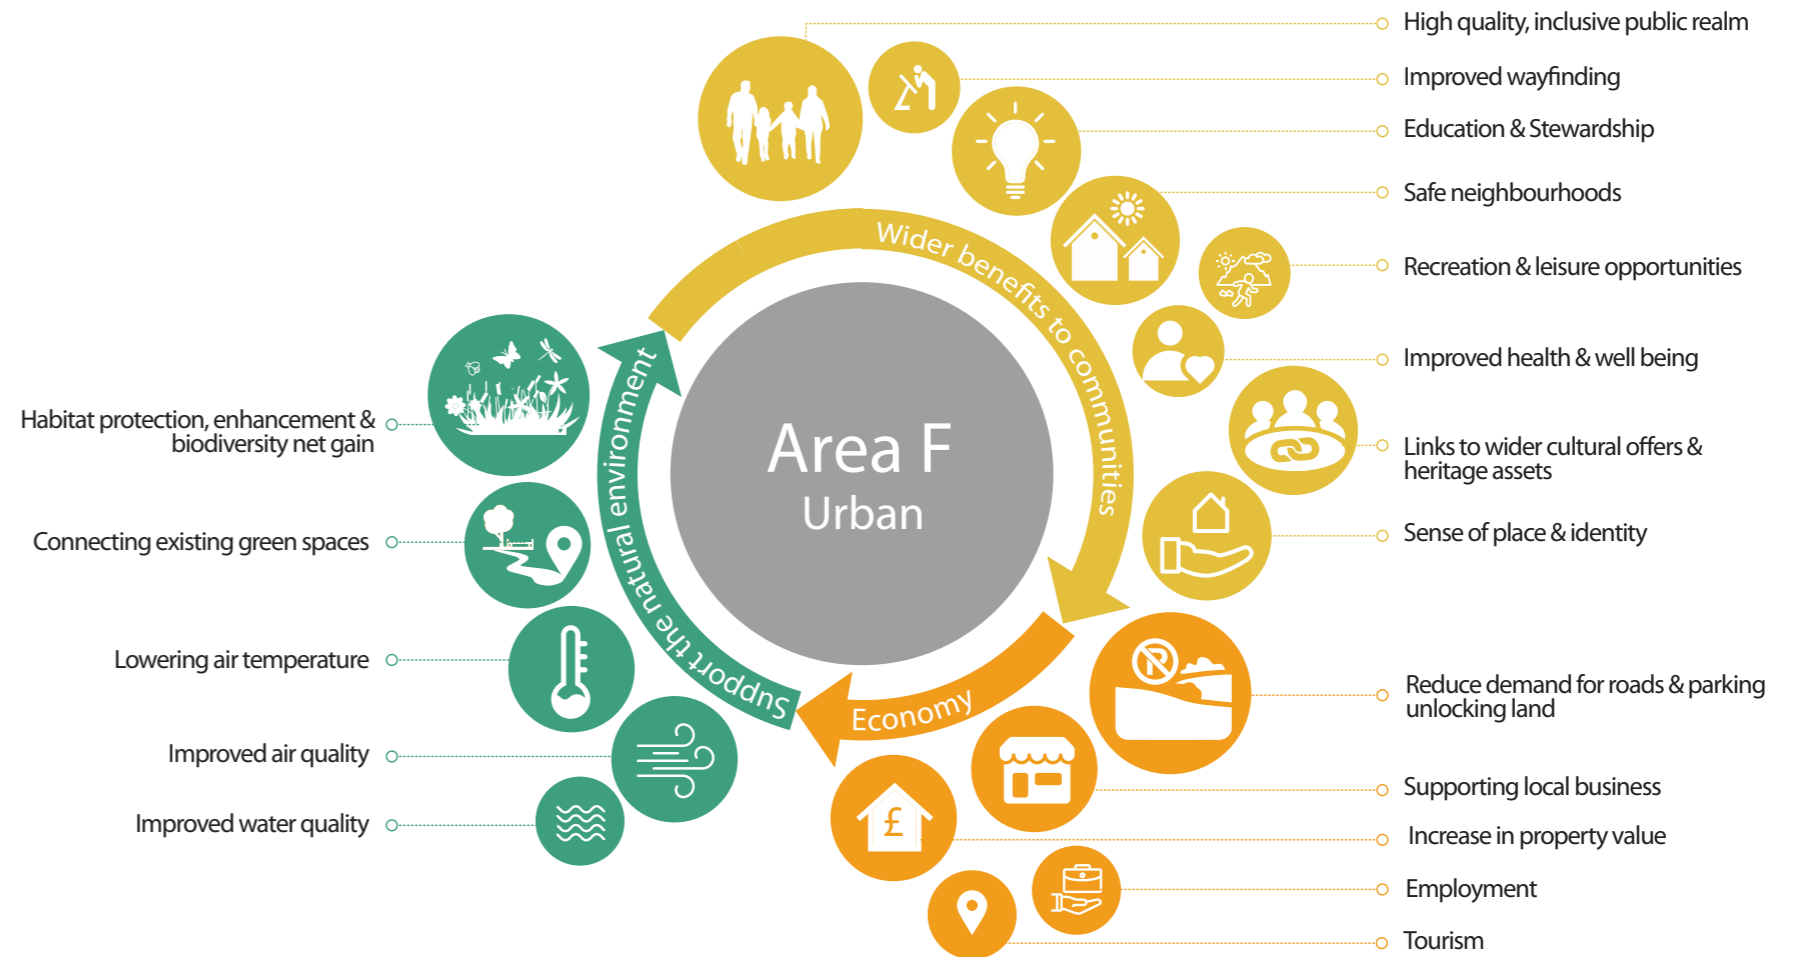 High quality, inclusive public realm
Improved wayfinding
Education & Stewardship
Safe neighbourhoods
Recreation & leisure opportunities
Improved health & well being
Links to wider cultural offers &
heritage assets
Sense of place & identity
Reduce demand for roads & parking
unlocking land
Supporting local business
Increase in property value
Employment
Tourism
Habitat protection, enhancement &
biodiversity net gain
Connecting existing green spaces
Lowering air temperature
Improved air quality
Improved water quality
Wider benefits to communities
Economy
Support the natural environment
Area F
Urban
P
£